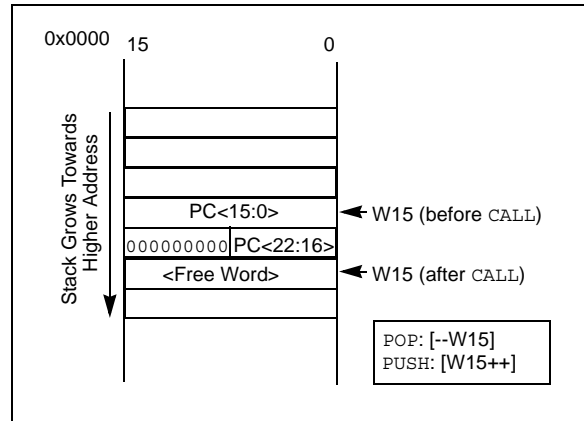 0x0000
15 0
Stack Grows Towards
Higher Address
PC<15:0>
W15 (before CALL)
000000000 PC<22:16>
<Free Word>
W15 (after CALL)
POP: [--W15]
PUSH: [W15++]